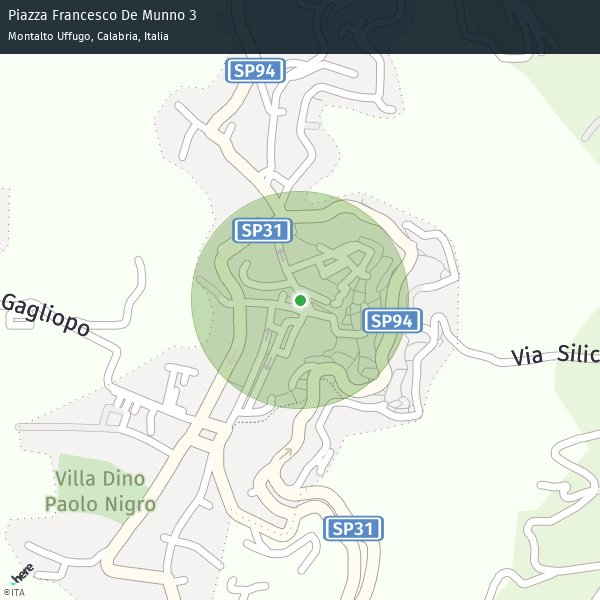 Piazza Francesco De Munno 3
Montalto Uffugo, Calabria, Italia
SP94
SP31
Gagliopo
SP94
Via Silic
Villa Dino
Paolo Nigro
SP31
here
©ITA